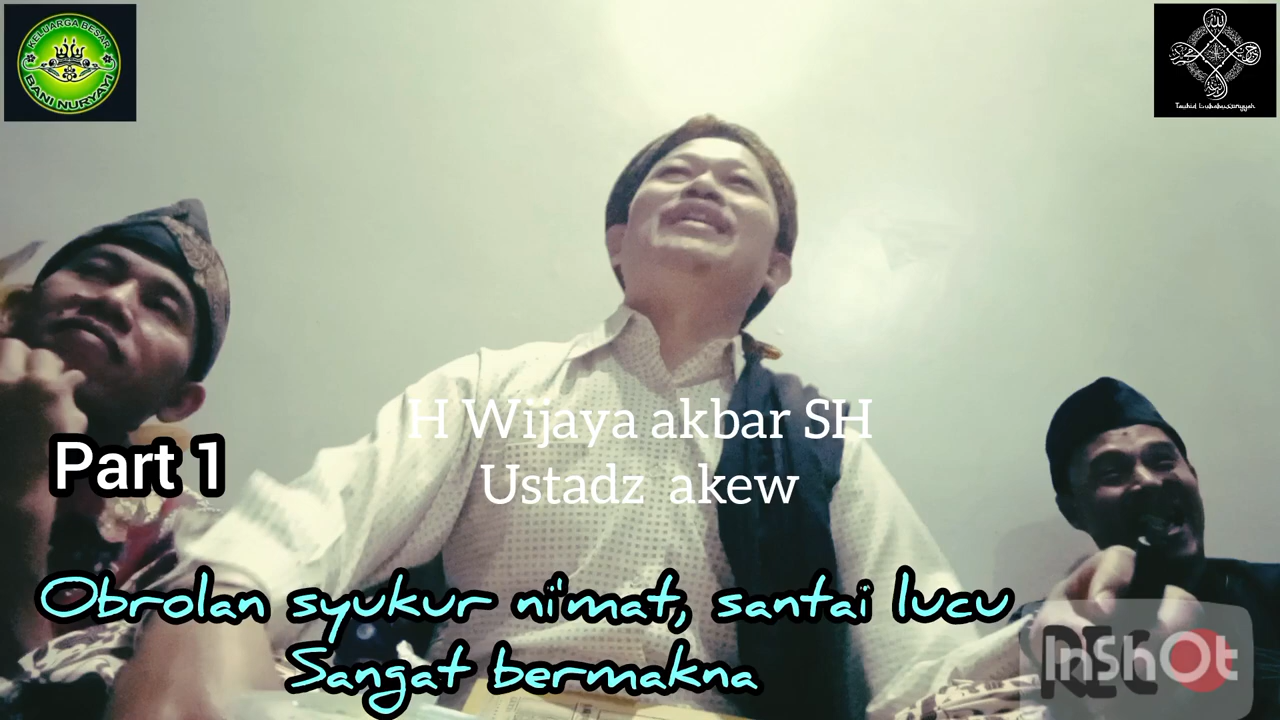 KELUARGA BESAR
BANI NURYAYI
H Wijaya akbar SH
Ustadz akew
Part 1
Obrolan syukur ni'mat, santai lucu
Sangat bermakna
REC
InShOt